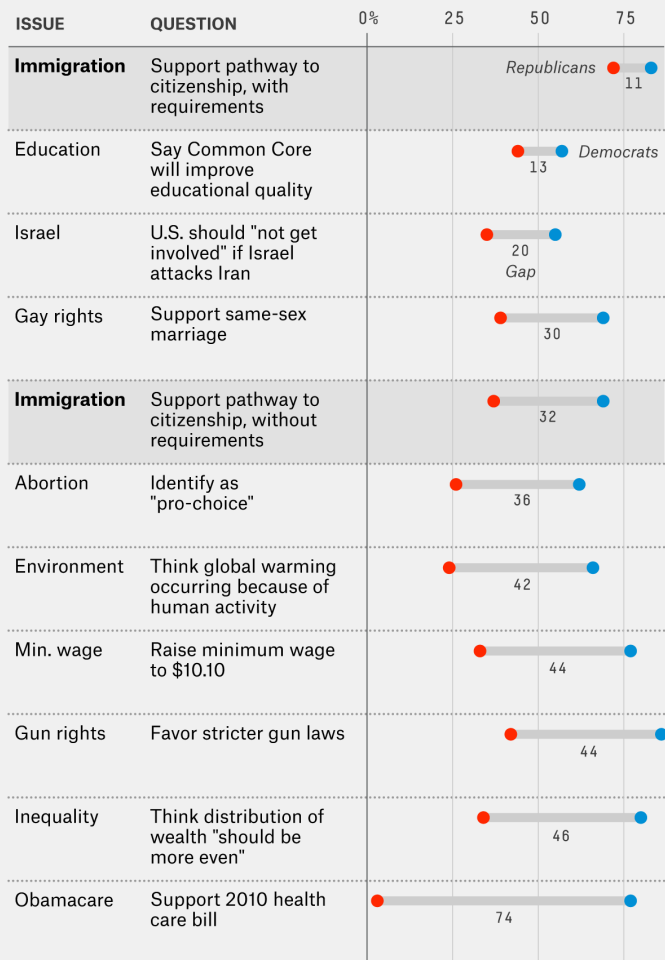 ISSUE QUESTION 0% 25 50 75
Immigration Support pathway to Republicans
citizenship, with 11
requirements
Education Say Common Core Democrats
will improve 13
educational quality
Israel U.S. should "not get
involved" if Israel 20
attacks Iran Gap
Gay rights Support same-sex
marriage 30
Immigration Support pathway to
citizenship, without 32
requirements
Abortion Identify as
"pro-choice" 36
Environment Think global warming
occurring because of 42
human activity
Min. wage Raise minimum wage
to $10.10 44
Gun rights Favor stricter gun laws
44
Inequality Think distribution of
wealth "should be 46
more even"
Obamacare Support 2010 health
care bill 74